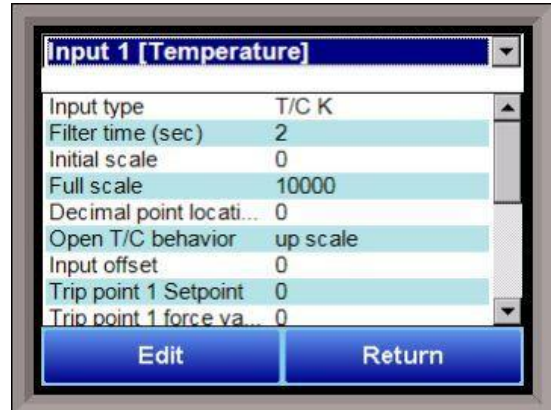 Input 1 [Temperature]
Input type T/C K
Filter time (sec) 2
Initial scale 0
Full scale 10000
Decimal point locati... 0
Open T/C behavior up scale
Input offset 0
Trip point 1 Setpoint 0
Trip point 1 force va... 0
Edit Return